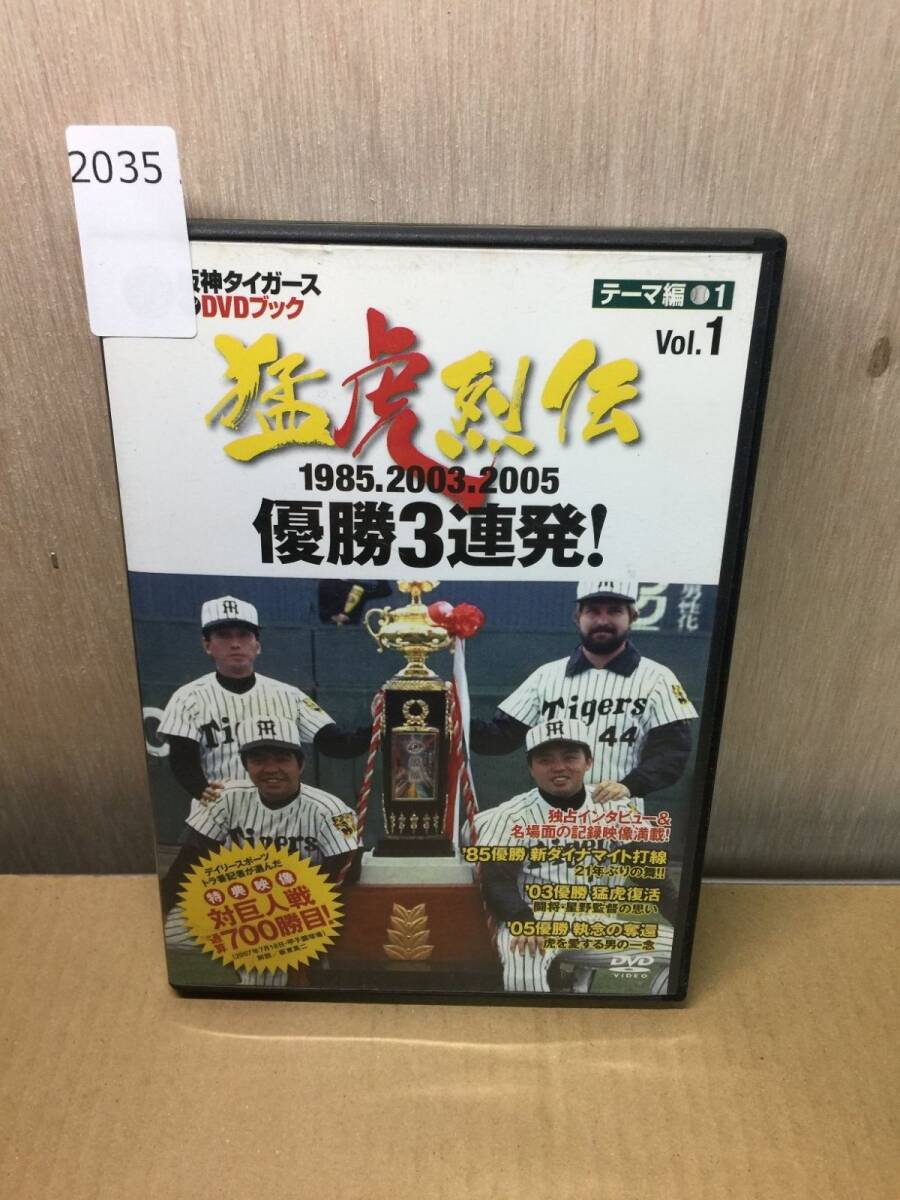 2035
阪神タイガース
DVDブック
テーマ編 1
Vol.1
猛虎烈伝
1985.2003.2005
優勝3連発!
男性化
Tigers
44
Tigers
独占インタビュー&
名場面の記録映像満載!
'85優勝 新ダイナマイト打線
21年ぶりの舞!!
'03優勝 猛虎復活
闘将・星野監督の思い
'05優勝 執念の奪還
虎を愛する男の一念
デイリースポーツ
トラ番記者が選んだ
特典映像
対巨人戦
通算700勝目!
DVD
VIDEO